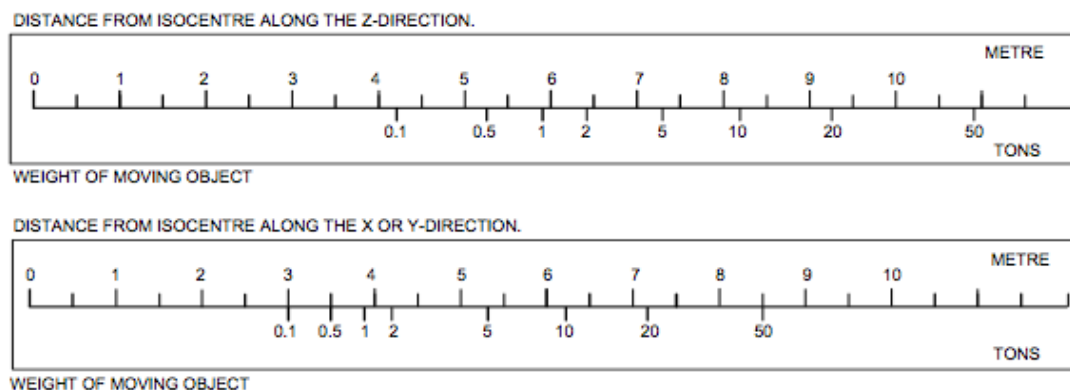 DISTANCE FROM ISOCENTRE ALONG THE Z-DIRECTION.
METRE
0 1 2 3 4 5 6 7 8 9 10
0.1 0.5 1 2 5 10 20 50
TONS
WEIGHT OF MOVING OBJECT
DISTANCE FROM ISOCENTRE ALONG THE X OR Y-DIRECTION.
METRE
0 1 2 3 4 5 6 7 8 9 10
0.1 0.5 1 2 5 10 20 50
TONS
WEIGHT OF MOVING OBJECT